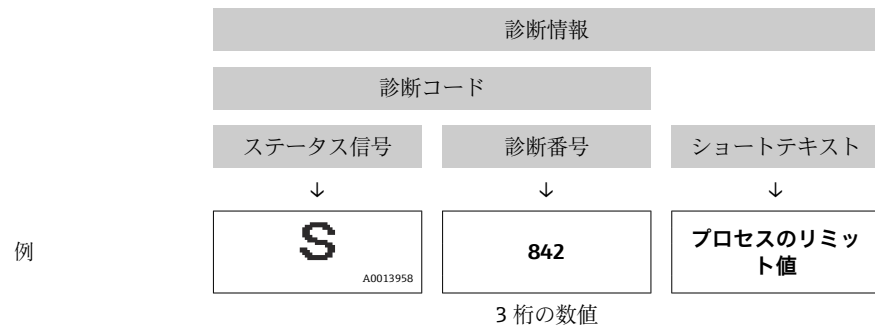 診断情報
診断コード
ステータス信号 診断番号 ショートテキスト
↓ ↓ ↓
例
S
A0013958
842
プロセスのリミッ
ト値
3 桁の数値